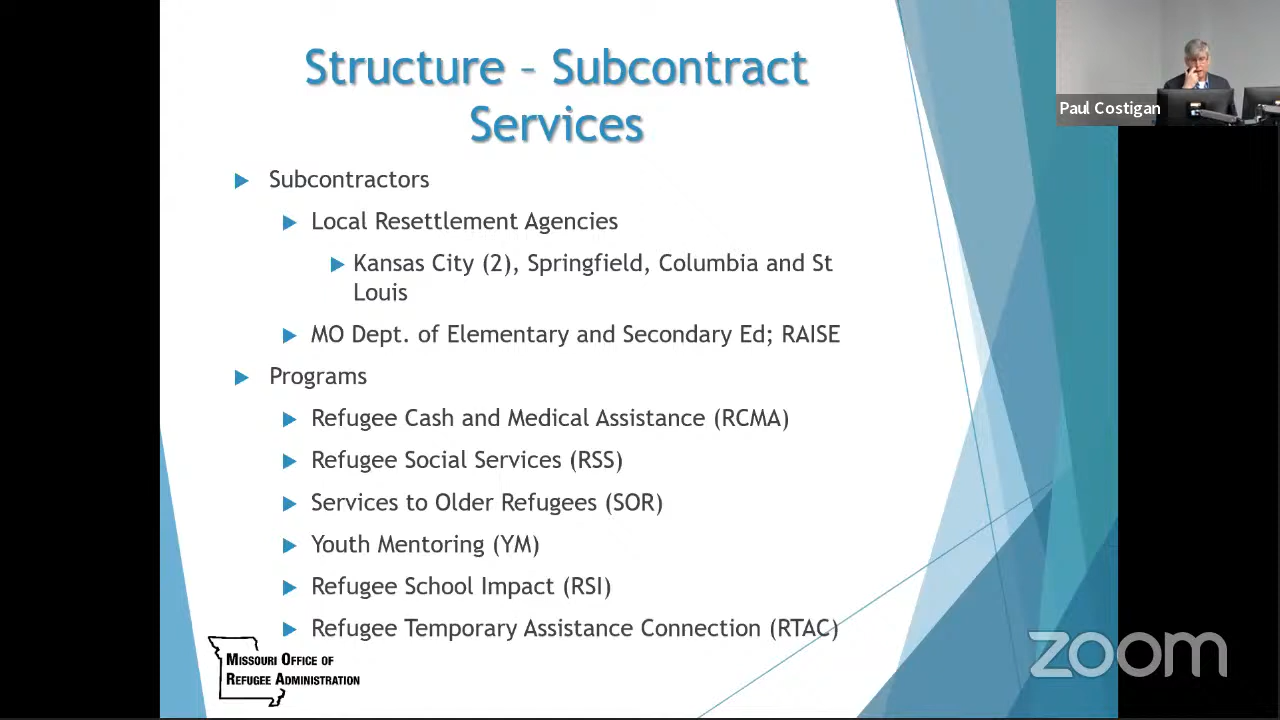 Structure – Subcontract
Services
Paul Costigan
Subcontractors
Local Resettlement Agencies
Kansas City (2), Springfield, Columbia and St
Louis
MO Dept. of Elementary and Secondary Ed; RAISE
Programs
Refugee Cash and Medical Assistance (RCMA)
Refugee Social Services (RSS)
Services to Older Refugees (SOR)
Youth Mentoring (YM)
Refugee School Impact (RSI)
Refugee Temporary Assistance Connection (RTAC)
MISSOURI OFFICE OF
REFUGEE ADMINISTRATION
zoom